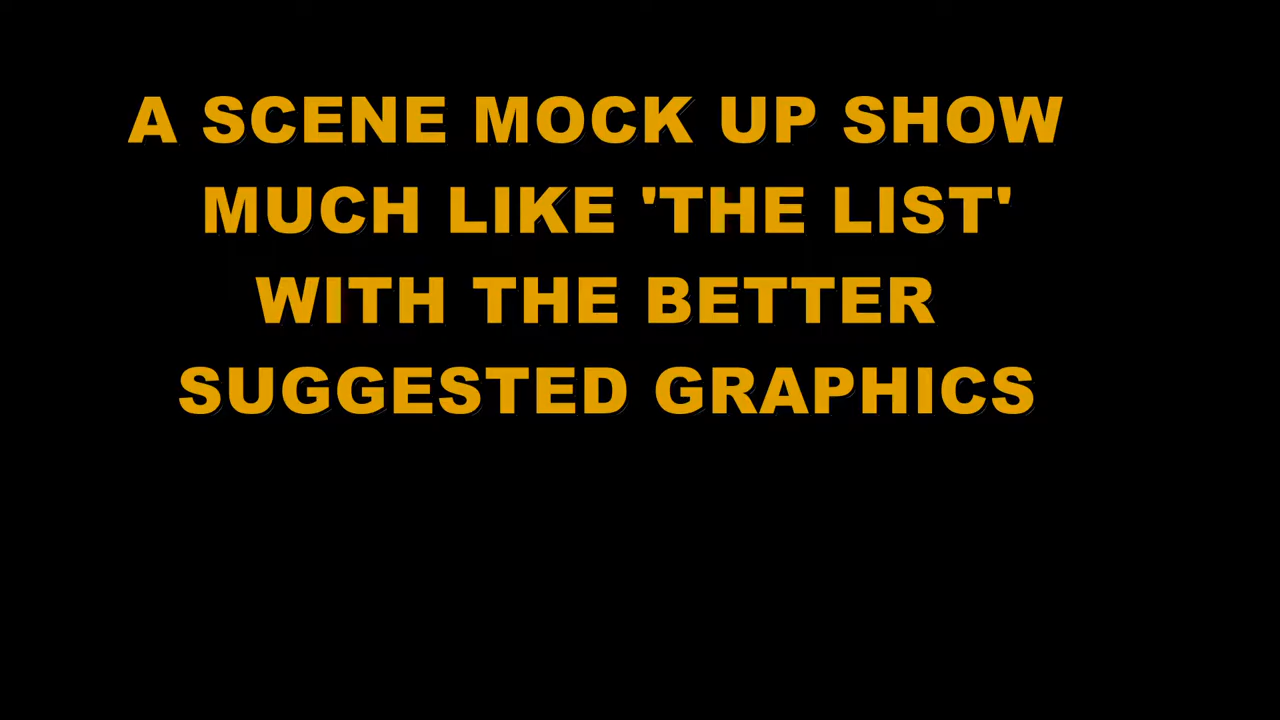 A SCENE MOCK UP SHOW
MUCH LIKE 'THE LIST'
WITH THE BETTER
SUGGESTED GRAPHICS